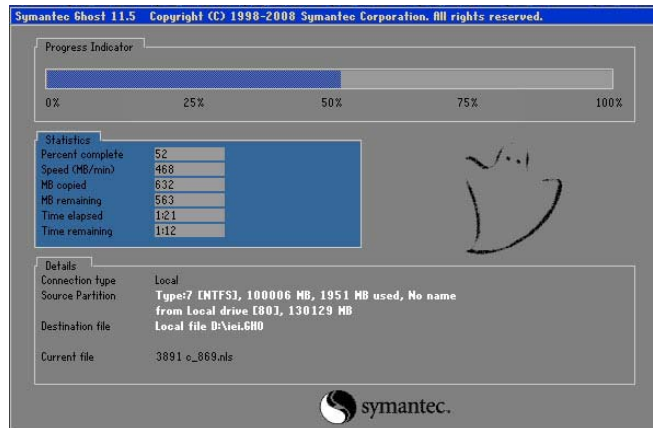 Symantec Ghost 11.5 Copyright (C) 1998-2008 Symantec Corporation. All rights reserved.
Progress Indicator
0% 25% 50% 75% 100%
Statistics
Percent complete 52
Speed (MB/min) 468
MB copied 632
MB remaining 563
Time elapsed 1:21
Time remaining 1:12
Details
Connection type Local
Source Partition Type:7 [NTFS], 100006 MB, 1951 MB used, No name
from Local drive [80], 130129 MB
Destination file Local file D:\iei.GHO
Current file 3891 c_869.nls
symantec.